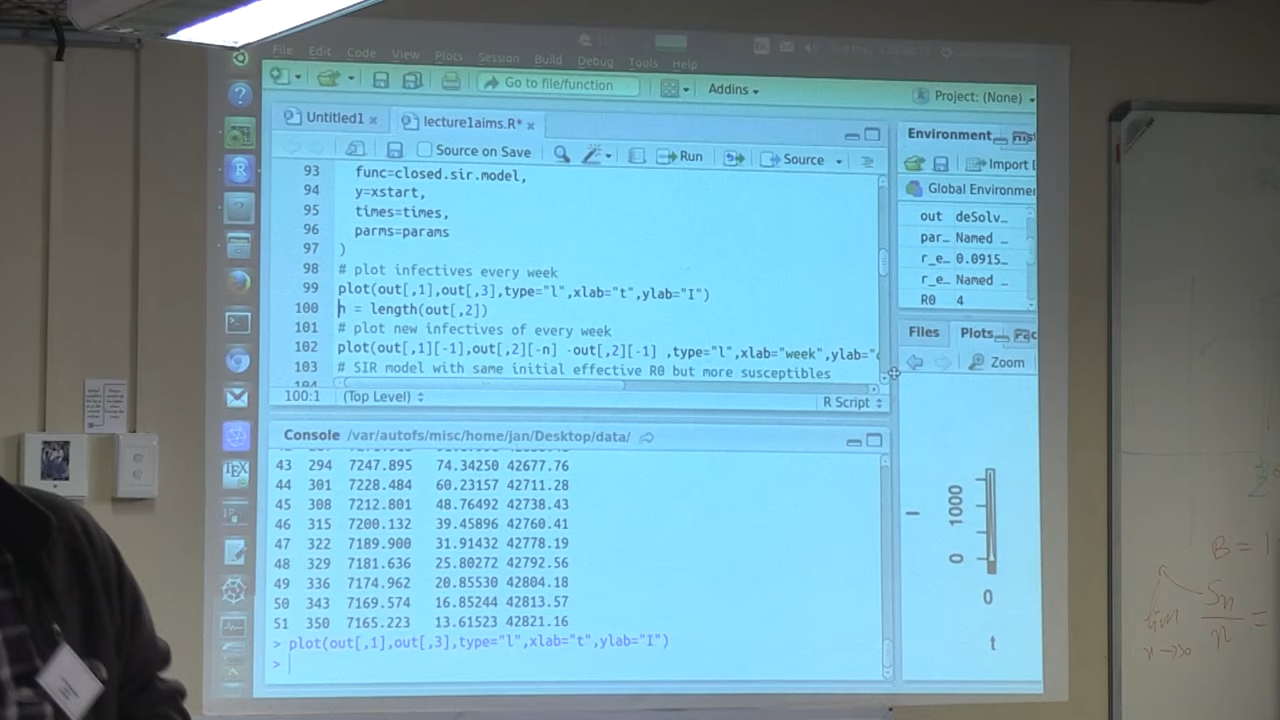 File Edit Code View Plots Session Build Debug Tools Help
Go to file/function
Addins
Project: (None)
Untitled1
lecture1aims.R*
Source on Save
Run
Source
93 func=closed.sir.model,
94 y=xstart,
95 times=times,
96 parms=params
97 )
98 # plot infectives every week
99 plot(out[,1],out[,3],type="l",xlab="t",ylab="I")
100 n = length(out[,2])
101 # plot new infectives of every week
102 plot(out[,1][-1],out[,2][-n] -out[,2][-1] ,type="l",xlab="week",ylab="
103 # SIR model with same initial effective R0 but more susceptibles
100:1 (Top Level)
R Script
Console /var/autofs/misc/home/jan/Desktop/data/
43 294 7247.895 74.34250 42677.76
44 301 7228.484 60.23157 42711.28
45 308 7212.801 48.76492 42738.43
46 315 7200.132 39.45896 42760.41
47 322 7189.900 31.91432 42778.19
48 329 7181.636 25.80272 42792.56
49 336 7174.962 20.85530 42804.18
50 343 7169.574 16.85244 42813.57
51 350 7165.223 13.61523 42821.16
> plot(out[,1],out[,3],type="l",xlab="t",ylab="I")
>
Environment
Import
Global Environme
out deSolv…
par… Named …
r_e… 0.0915…
r_e… Named …
R0 4
Files Plots
Zoom
I
1000
0
0
t
TEX
B = 1
lim Sn
n→∞ n =